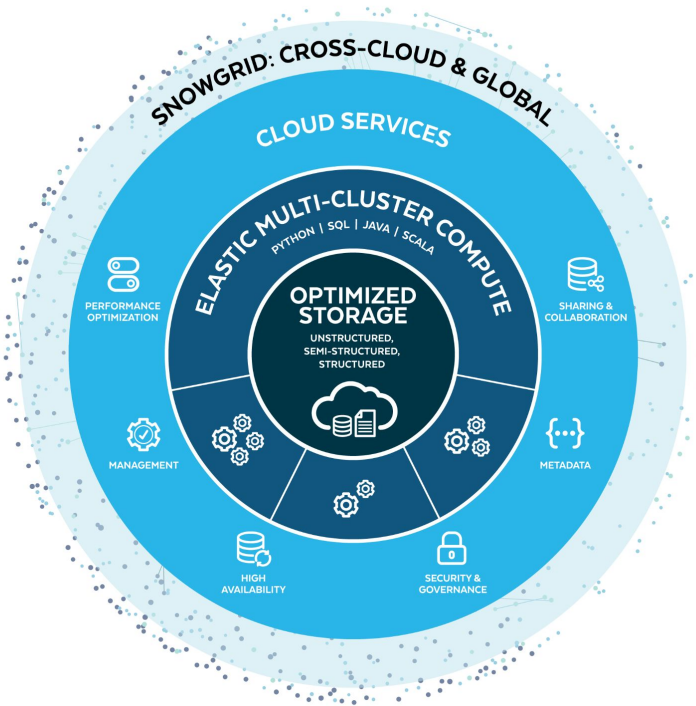 SNOWGRID: CROSS-CLOUD & GLOBAL
CLOUD SERVICES
ELASTIC MULTI-CLUSTER COMPUTE
PYTHON | SQL | JAVA | SCALA
OPTIMIZED
STORAGE
UNSTRUCTURED,
SEMI-STRUCTURED,
STRUCTURED
PERFORMANCE
OPTIMIZATION
SHARING &
COLLABORATION
MANAGEMENT
METADATA
HIGH
AVAILABILITY
SECURITY &
GOVERNANCE